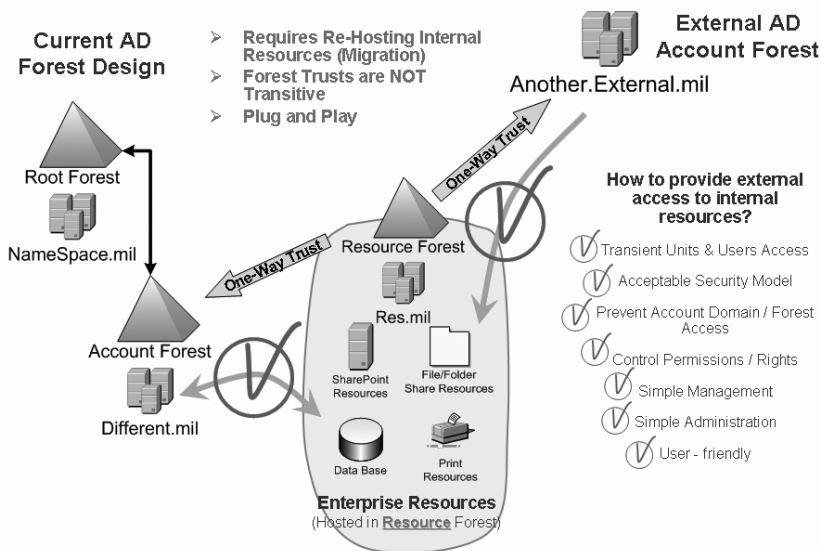 Current AD
Forest Design
➢ Requires Re-Hosting Internal
Resources (Migration)
➢ Forest Trusts are NOT
Transitive
➢ Plug and Play
External AD
Account Forest
Another.External.mil
One-Way Trust
Root Forest
NameSpace.mil
One-Way Trust
Account Forest
Different.mil
Resource Forest
Res.mil
SharePoint
Resources
File/Folder
Share Resources
Data Base
Print
Resources
Enterprise Resources
(Hosted in Resource Forest)
How to provide external
access to internal
resources?
Transient Units & Users Access
Acceptable Security Model
Prevent Account Domain / Forest
Access
Control Permissions / Rights
Simple Management
Simple Administration
User - friendly